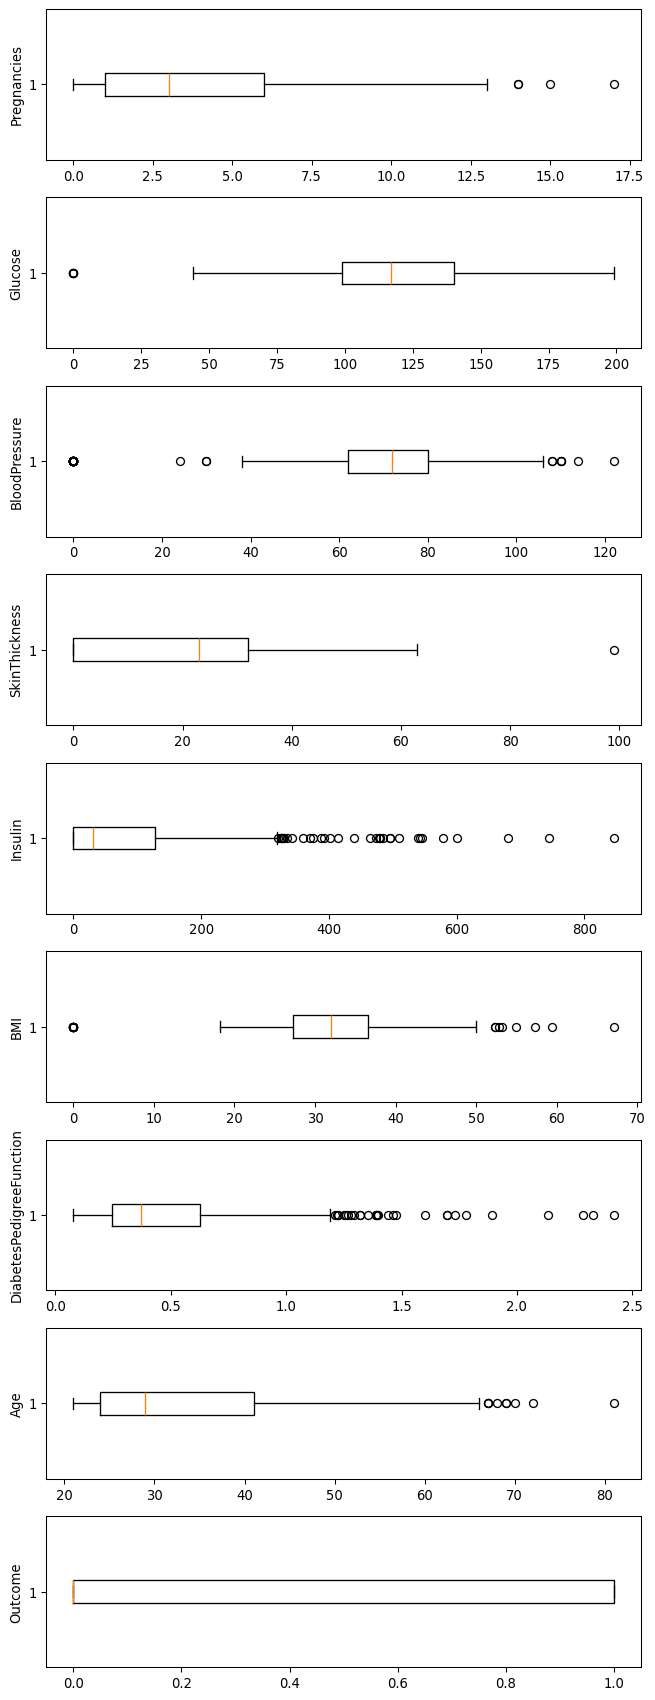 Pregnancies
1
0.0 2.5 5.0 7.5 10.0 12.5 15.0 17.5
Glucose
1
0 25 50 75 100 125 150 175 200
BloodPressure
1
0 20 40 60 80 100 120
SkinThickness
1
0 20 40 60 80 100
Insulin
1
0 200 400 600 800
BMI
1
0 10 20 30 40 50 60 70
DiabetesPedigreeFunction
1
0.0 0.5 1.0 1.5 2.0 2.5
Age
1
20 30 40 50 60 70 80
Outcome
1
0.0 0.2 0.4 0.6 0.8 1.0